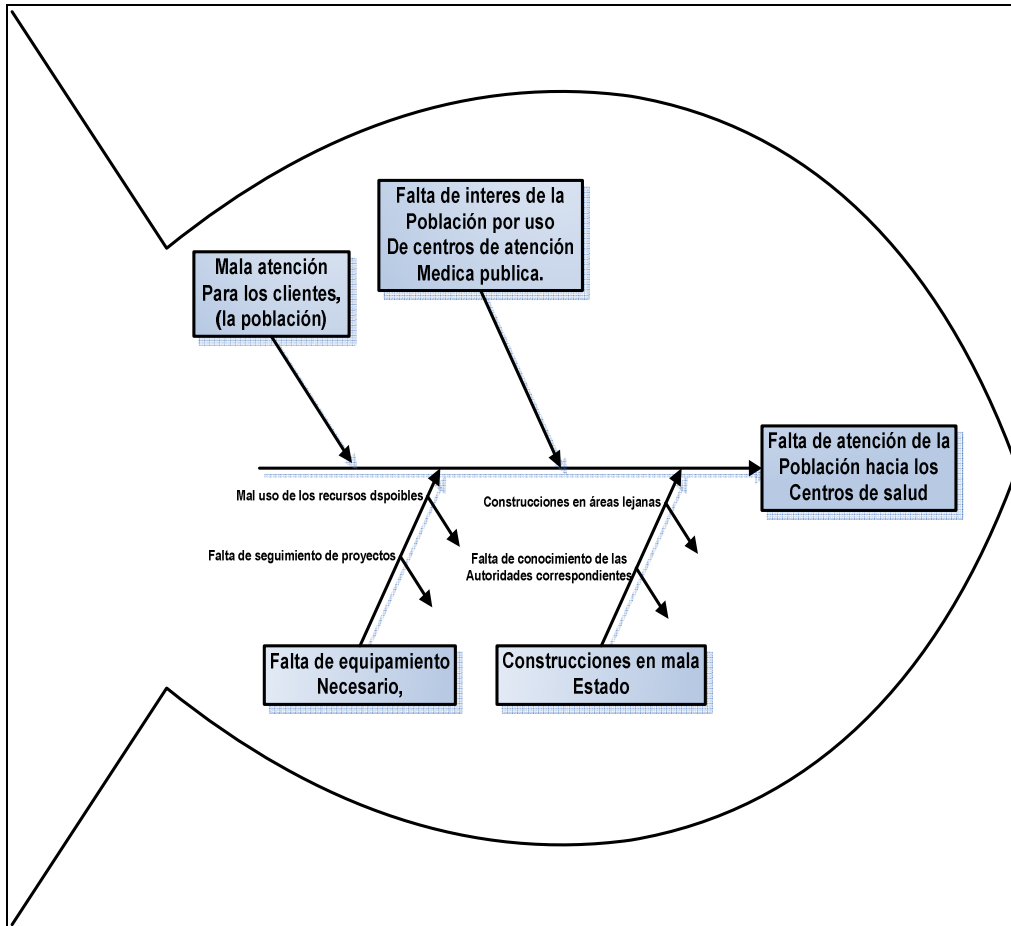 Falta de interes de la
Población por uso
De centros de atención
Medica publica.
Mala atención
Para los clientes,
(la población)
Falta de atención de la
Población hacia los
Centros de salud
Mal uso de los recursos dspoibles
Construcciones en áreas lejanas
Falta de seguimiento de proyectos
Falta de conocimiento de las
Autoridades correspondientes
Falta de equipamiento
Necesario,
Construcciones en mala
Estado